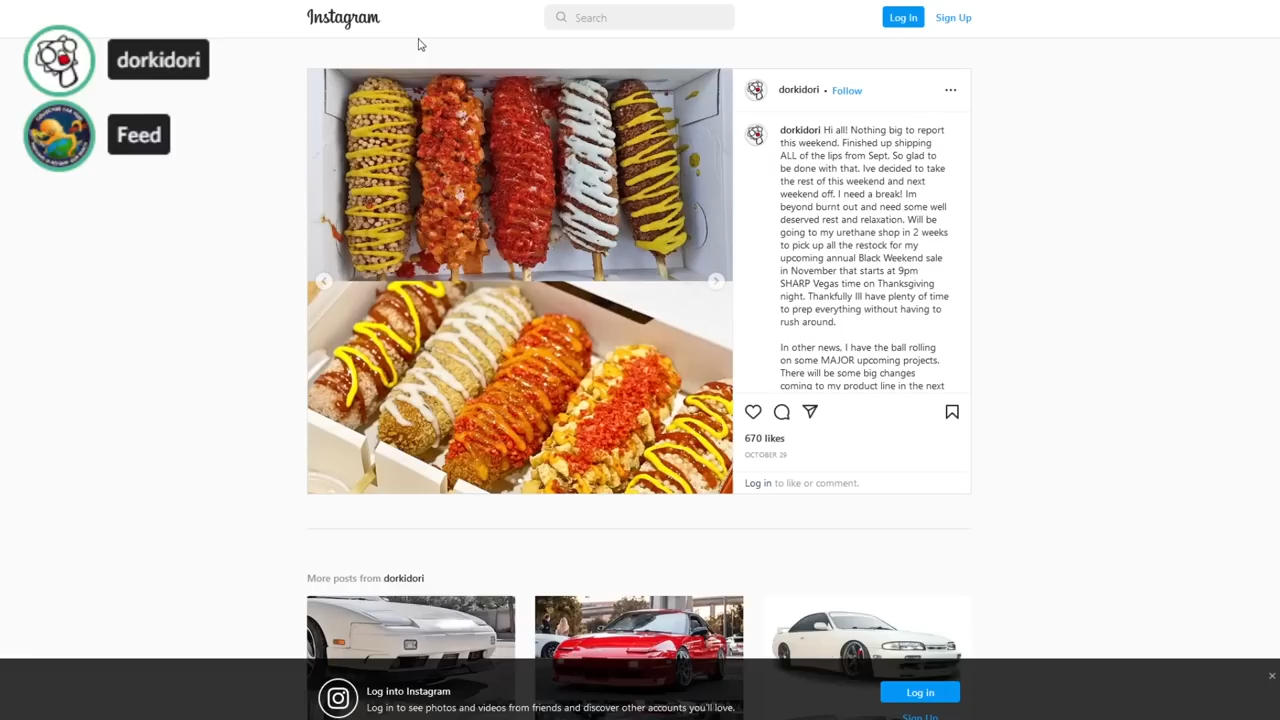 Instagram
Search
Log In
Sign Up
dorkidori
Feed
dorkidori • Follow
dorkidori Hi all! Nothing big to report
this weekend. Finished up shipping
ALL of the lips from Sept. So glad to
be done with that. Ive decided to take
the rest of this weekend and next
weekend off. I need a break! Im
beyond burnt out and need some well
deserved rest and relaxation. Will be
going to my urethane shop in 2 weeks
to pick up all the restock for my
upcoming annual Black Weekend sale
in November that starts at 9pm
SHARP Vegas time on Thanksgiving
night. Thankfully Ill have plenty of time
to prep everything without having to
rush around.
In other news, I have the ball rolling
on some MAJOR upcoming projects.
There will be some big changes
coming to my product line in the next
670 likes
OCTOBER 29
Log in to like or comment.
More posts from dorkidori
Log into Instagram
Log in to see photos and videos from friends and discover other accounts you'll love.
Log in
Sign Up